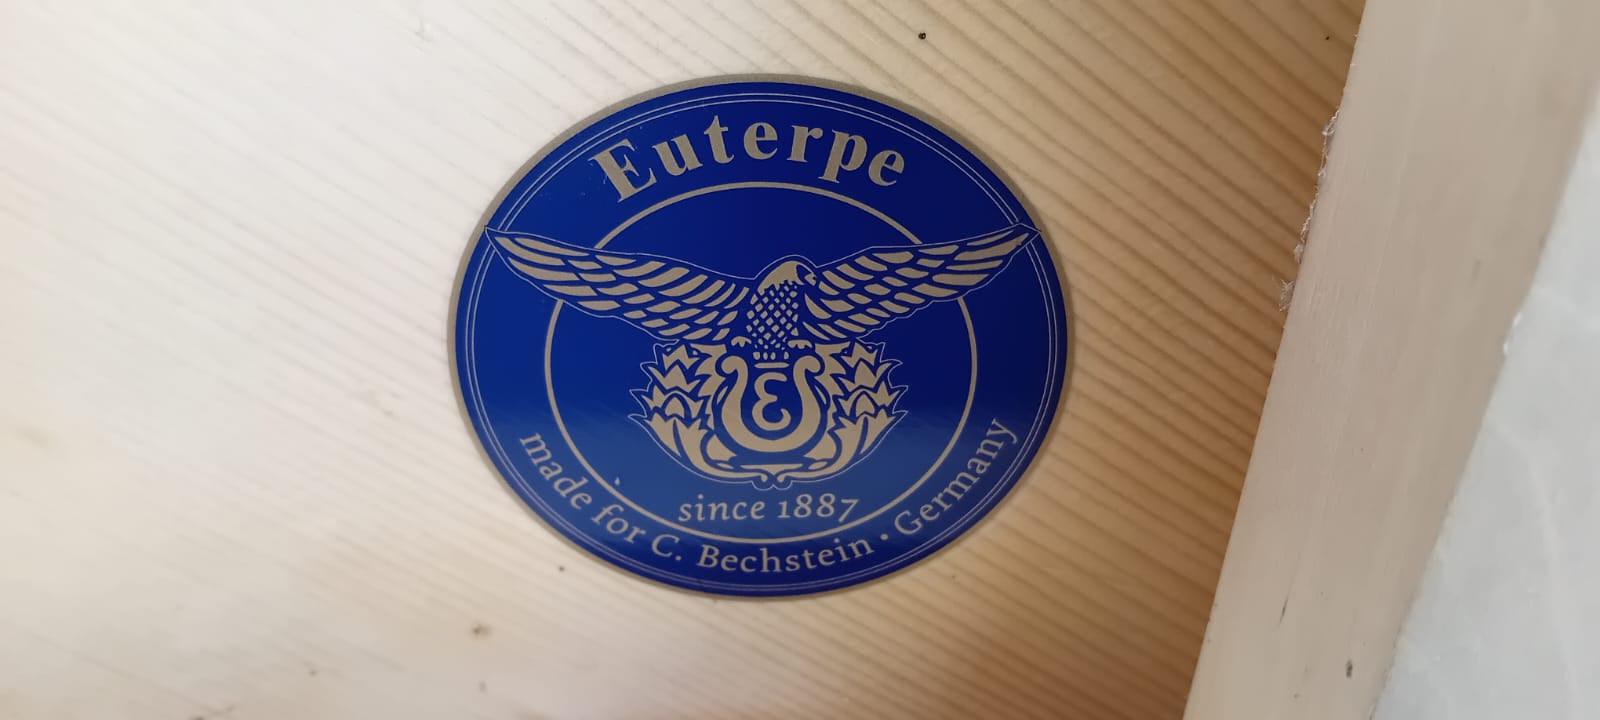 Euterpe
Ɛ
since 1887
made for C. Bechstein • Germany